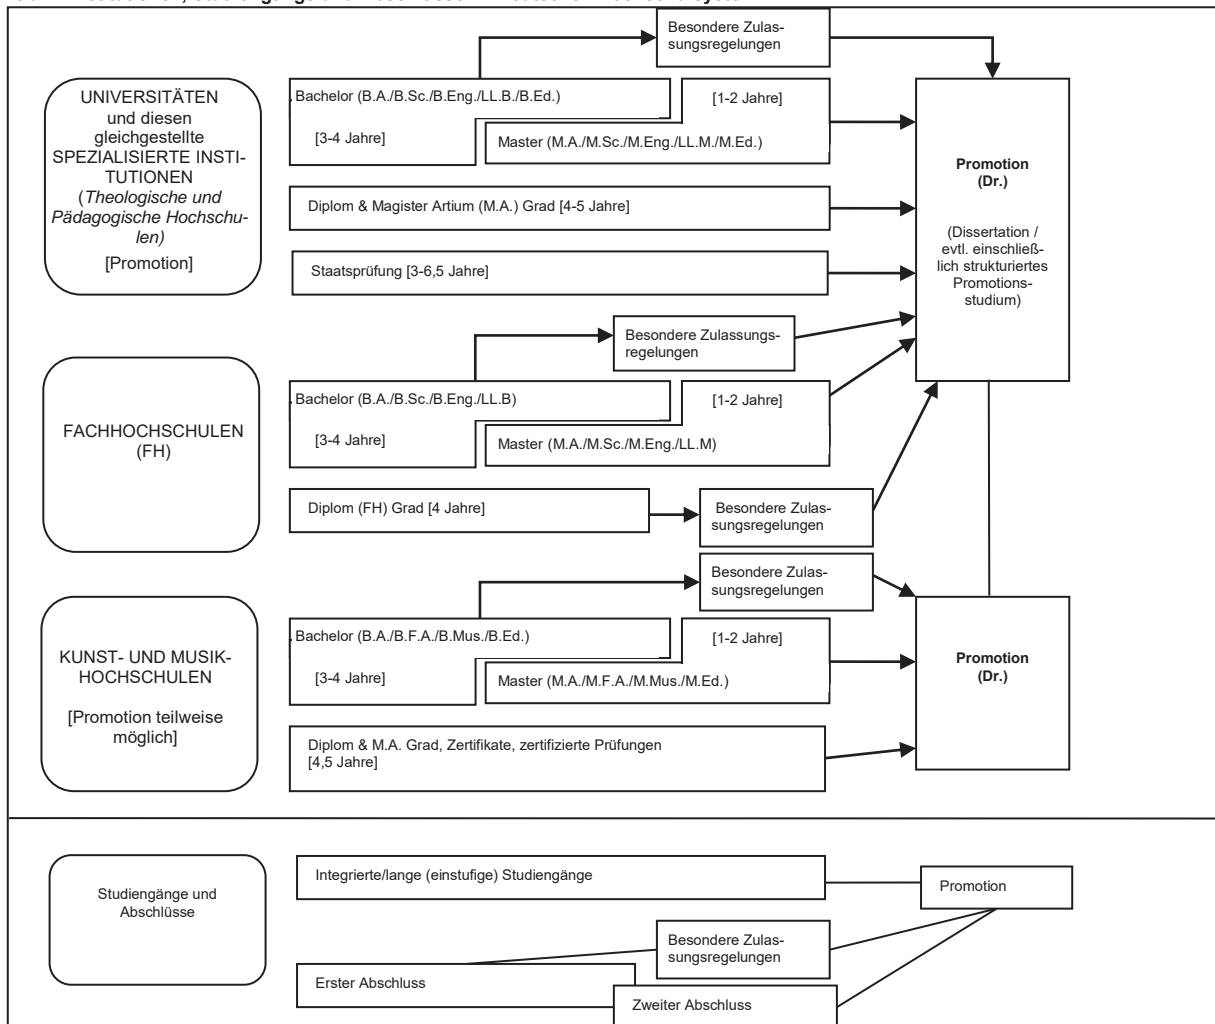 Besondere Zulas-
sungsregelungen
UNIVERSITÄTEN
und diesen
gleichgestellte
SPEZIALISIERTE INSTI-
TUTIONEN
(Theologische und
Pädagogische Hochschu-
len)
[Promotion]
Bachelor (B.A./B.Sc./B.Eng./LL.B./B.Ed.)
[3-4 Jahre]
[1-2 Jahre]
Master (M.A./M.Sc./M.Eng./LL.M./M.Ed.)
Diplom & Magister Artium (M.A.) Grad [4-5 Jahre]
Staatsprüfung [3-6,5 Jahre]
Promotion
(Dr.)
(Dissertation /
evtl. einschließ-
lich strukturiertes
Promotions-
studium)
Besondere Zulassungs-
regelungen
FACHHOCHSCHULEN
(FH)
Bachelor (B.A./B.Sc./B.Eng./LL.B)
[3-4 Jahre]
[1-2 Jahre]
Master (M.A./M.Sc./M.Eng./LL.M)
Diplom (FH) Grad [4 Jahre]
Besondere Zulas-
sungsregelungen
Besondere Zulas-
sungsregelungen
KUNST- UND MUSIK-
HOCHSCHULEN
[Promotion teilweise
möglich]
Bachelor (B.A./B.F.A./B.Mus./B.Ed.)
[3-4 Jahre]
[1-2 Jahre]
Master (M.A./M.F.A./M.Mus./M.Ed.)
Diplom & M.A. Grad, Zertifikate, zertifizierte Prüfungen
[4,5 Jahre]
Promotion
(Dr.)
Studiengänge und
Abschlüsse
Integrierte/lange (einstufige) Studiengänge
Promotion
Besondere Zulas-
sungsregelungen
Erster Abschluss
Zweiter Abschluss